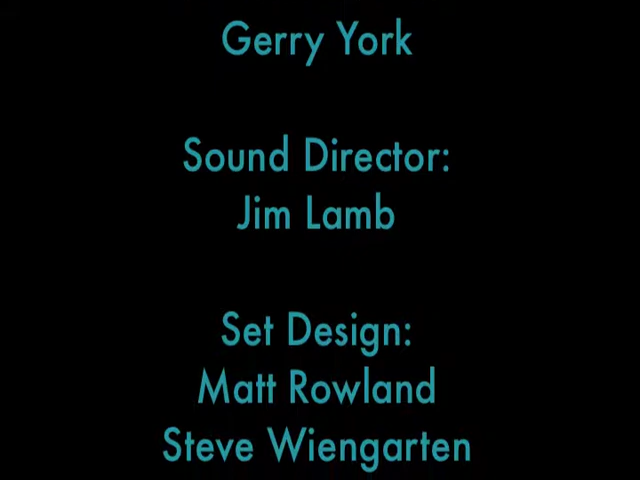 Gerry York
Sound Director:
Jim Lamb
Set Design:
Matt Rowland
Steve Wiengarten